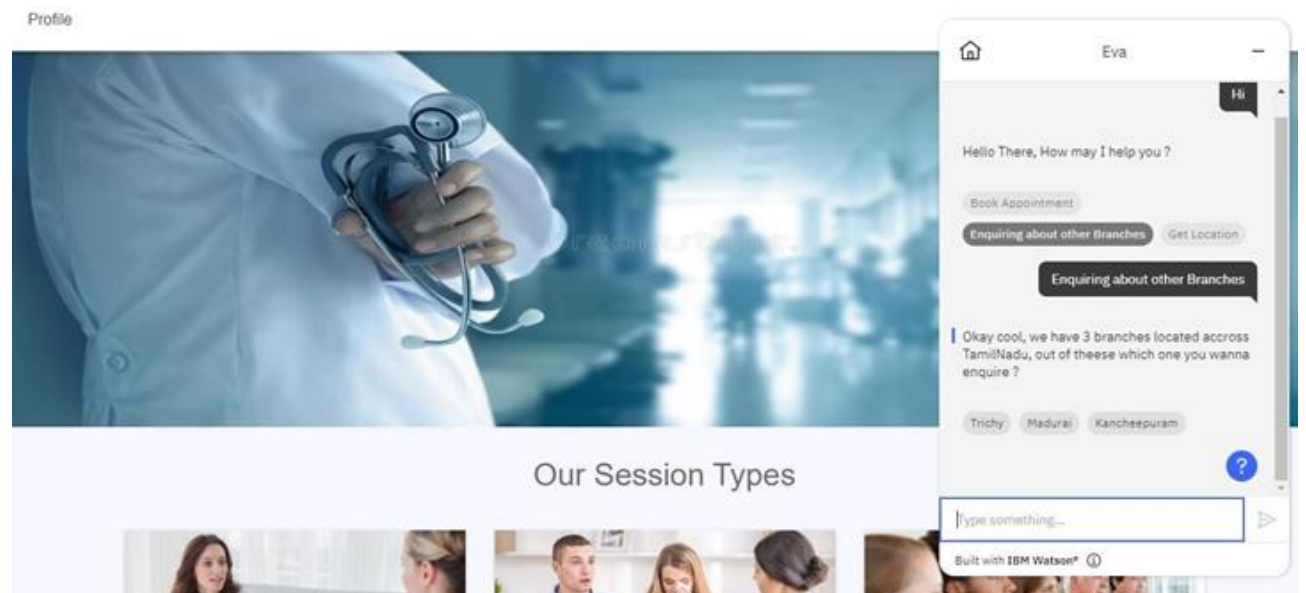 Profile
Our Session Types
Eva
Hi
Hello There, How may I help you ?
Book Appointment
Enquiring about other Branches Get Location
Enquiring about other Branches
Okay cool, we have 3 branches located accross
TamilNadu, out of theese which one you wanna
enquire ?
Trichy Madurai Kancheepuram
?
Type something...
Built with IBM Watson®